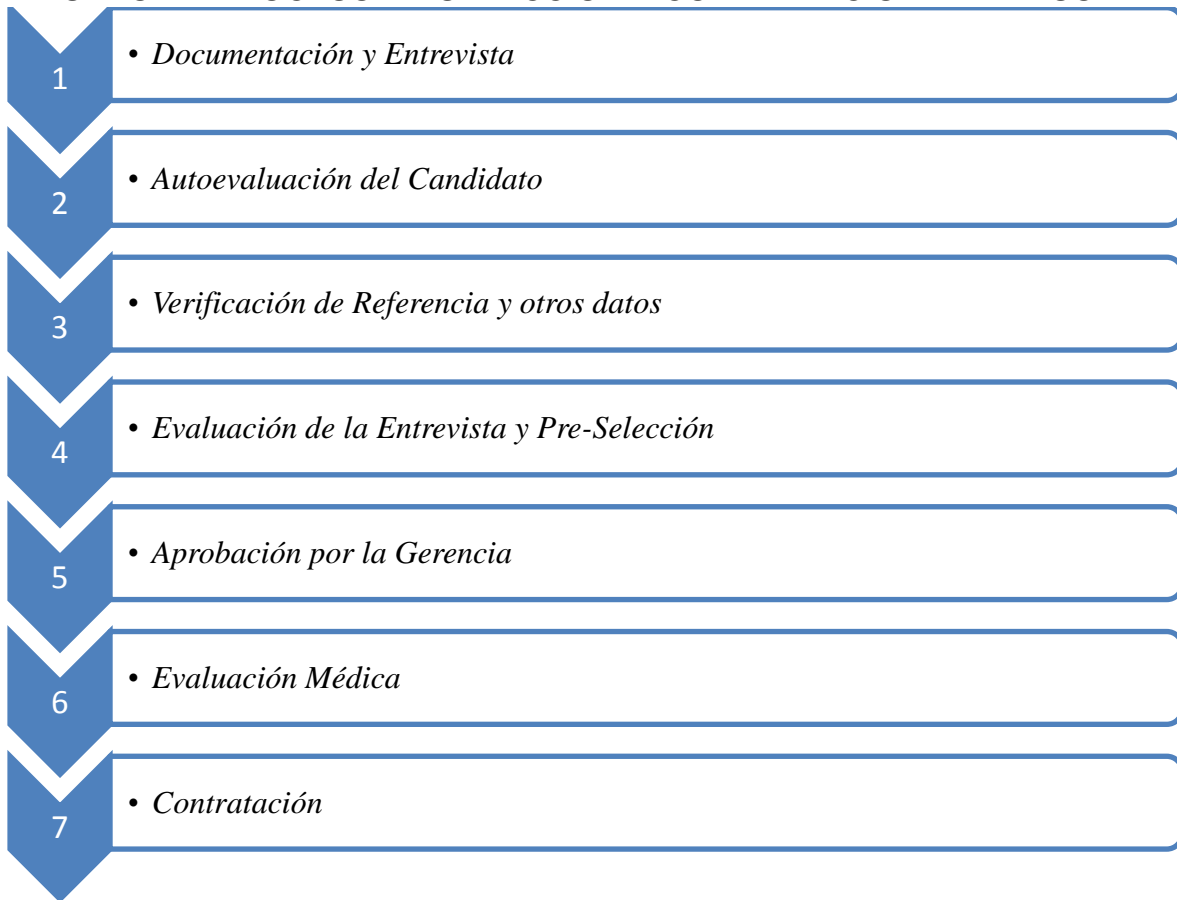 1
• Documentación y Entrevista
2
• Autoevaluación del Candidato
3
• Verificación de Referencia y otros datos
4
• Evaluación de la Entrevista y Pre-Selección
5
• Aprobación por la Gerencia
6
• Evaluación Médica
7
• Contratación